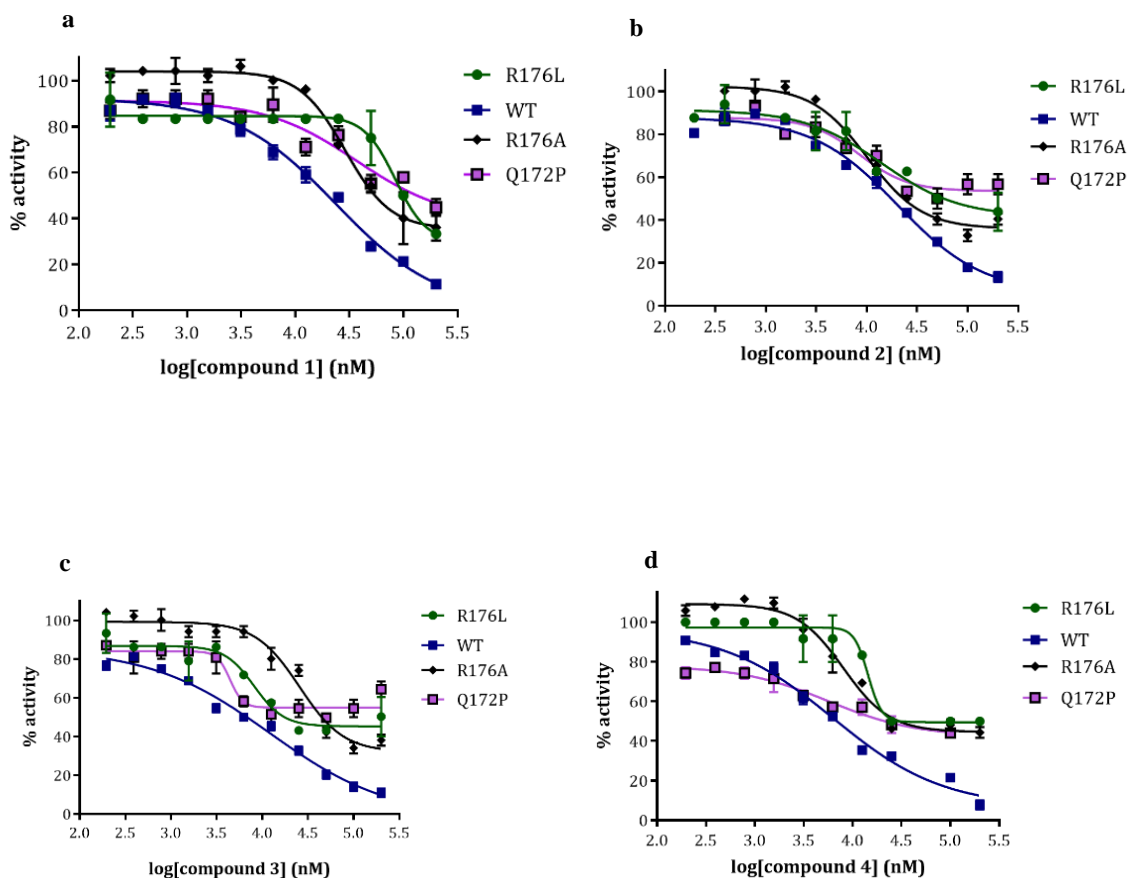 a
% activity
100
80
60
40
20
0
2.0 2.5 3.0 3.5 4.0 4.5 5.0 5.5
log[compound 1] (nM)
R176L
WT
R176A
Q172P
b
% activity
100
80
60
40
20
0
2.0 2.5 3.0 3.5 4.0 4.5 5.0 5.5
log[compound 2] (nM)
R176L
WT
R176A
Q172P
c
% activity
100
80
60
40
20
0
2.0 2.5 3.0 3.5 4.0 4.5 5.0 5.5
log[compound 3] (nM)
R176L
WT
R176A
Q172P
d
% activity
100
80
60
40
20
0
2.0 2.5 3.0 3.5 4.0 4.5 5.0 5.5
log[compound 4] (nM)
R176L
WT
R176A
Q172P